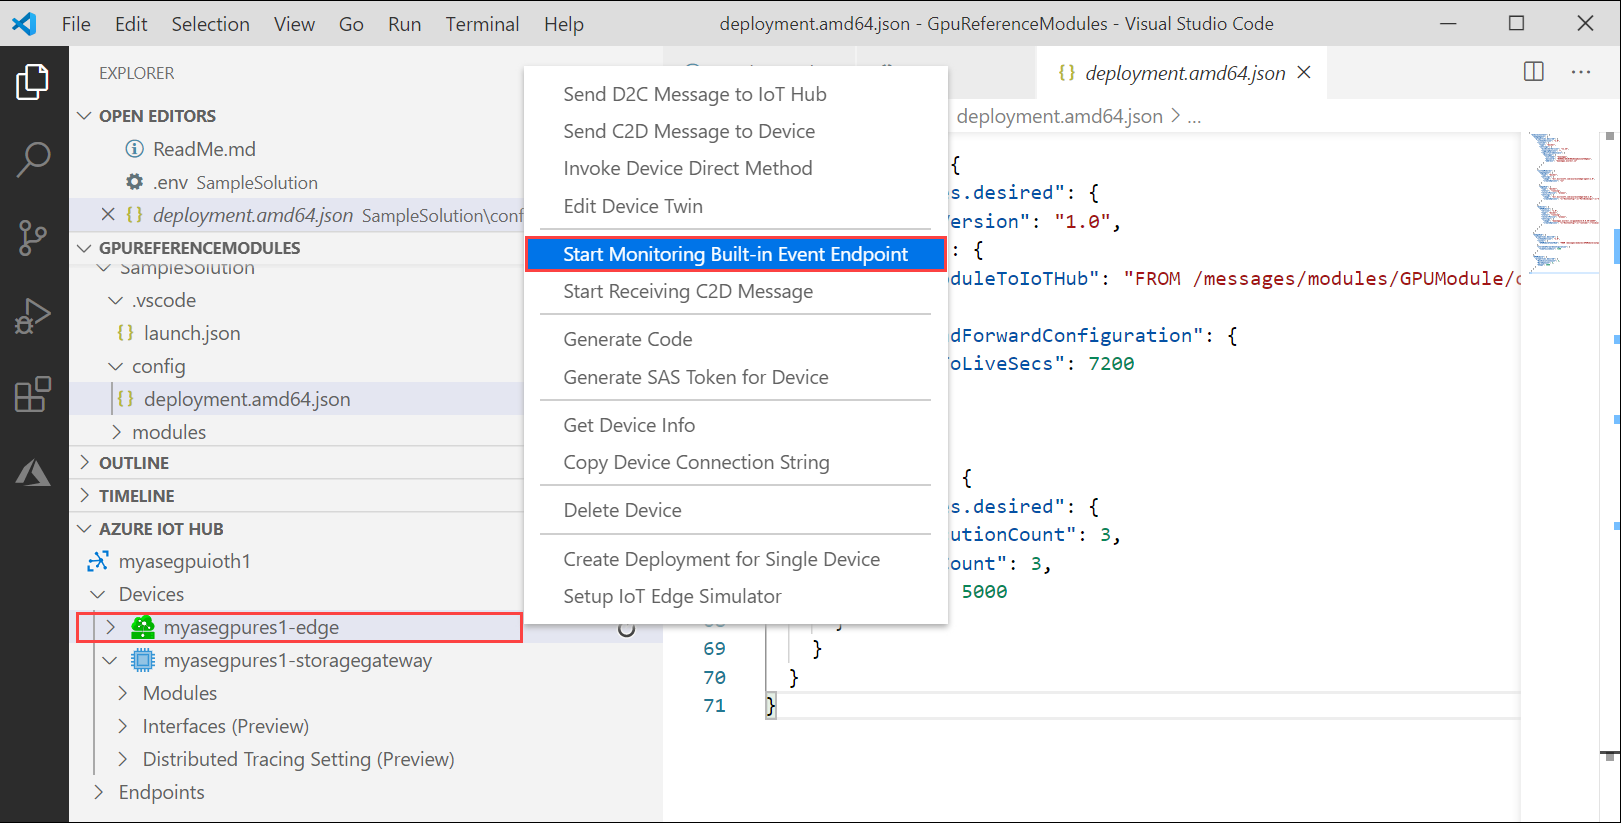 File Edit Selection View Go Run Terminal Help
deployment.amd64.json - GpuReferenceModules - Visual Studio Code
EXPLORER
OPEN EDITORS
ReadMe.md
.env SampleSolution
deployment.amd64.json SampleSolution\conf
GPUREFERENCEMODULES
SampleSolution
.vscode
{} launch.json
config
{} deployment.amd64.json
modules
OUTLINE
TIMELINE
AZURE IOT HUB
myasegpuioth1
Devices
myasegpures1-edge
myasegpures1-storagegateway
Modules
Interfaces (Preview)
Distributed Tracing Setting (Preview)
Endpoints
Send D2C Message to IoT Hub
Send C2D Message to Device
Invoke Device Direct Method
Edit Device Twin
Start Monitoring Built-in Event Endpoint
Start Receiving C2D Message
Generate Code
Generate SAS Token for Device
Get Device Info
Copy Device Connection String
Delete Device
Create Deployment for Single Device
Setup IoT Edge Simulator
{} deployment.amd64.json
deployment.amd64.json > ...
{
s.desired": {
ersion": "1.0",
: {
duleToIoTHub": "FROM /messages/modules/GPUModule/
dForwardConfiguration": {
oLiveSecs": 7200
{
s.desired": {
utionCount": 3,
ount": 3,
5000
69 }
70 }
71 }